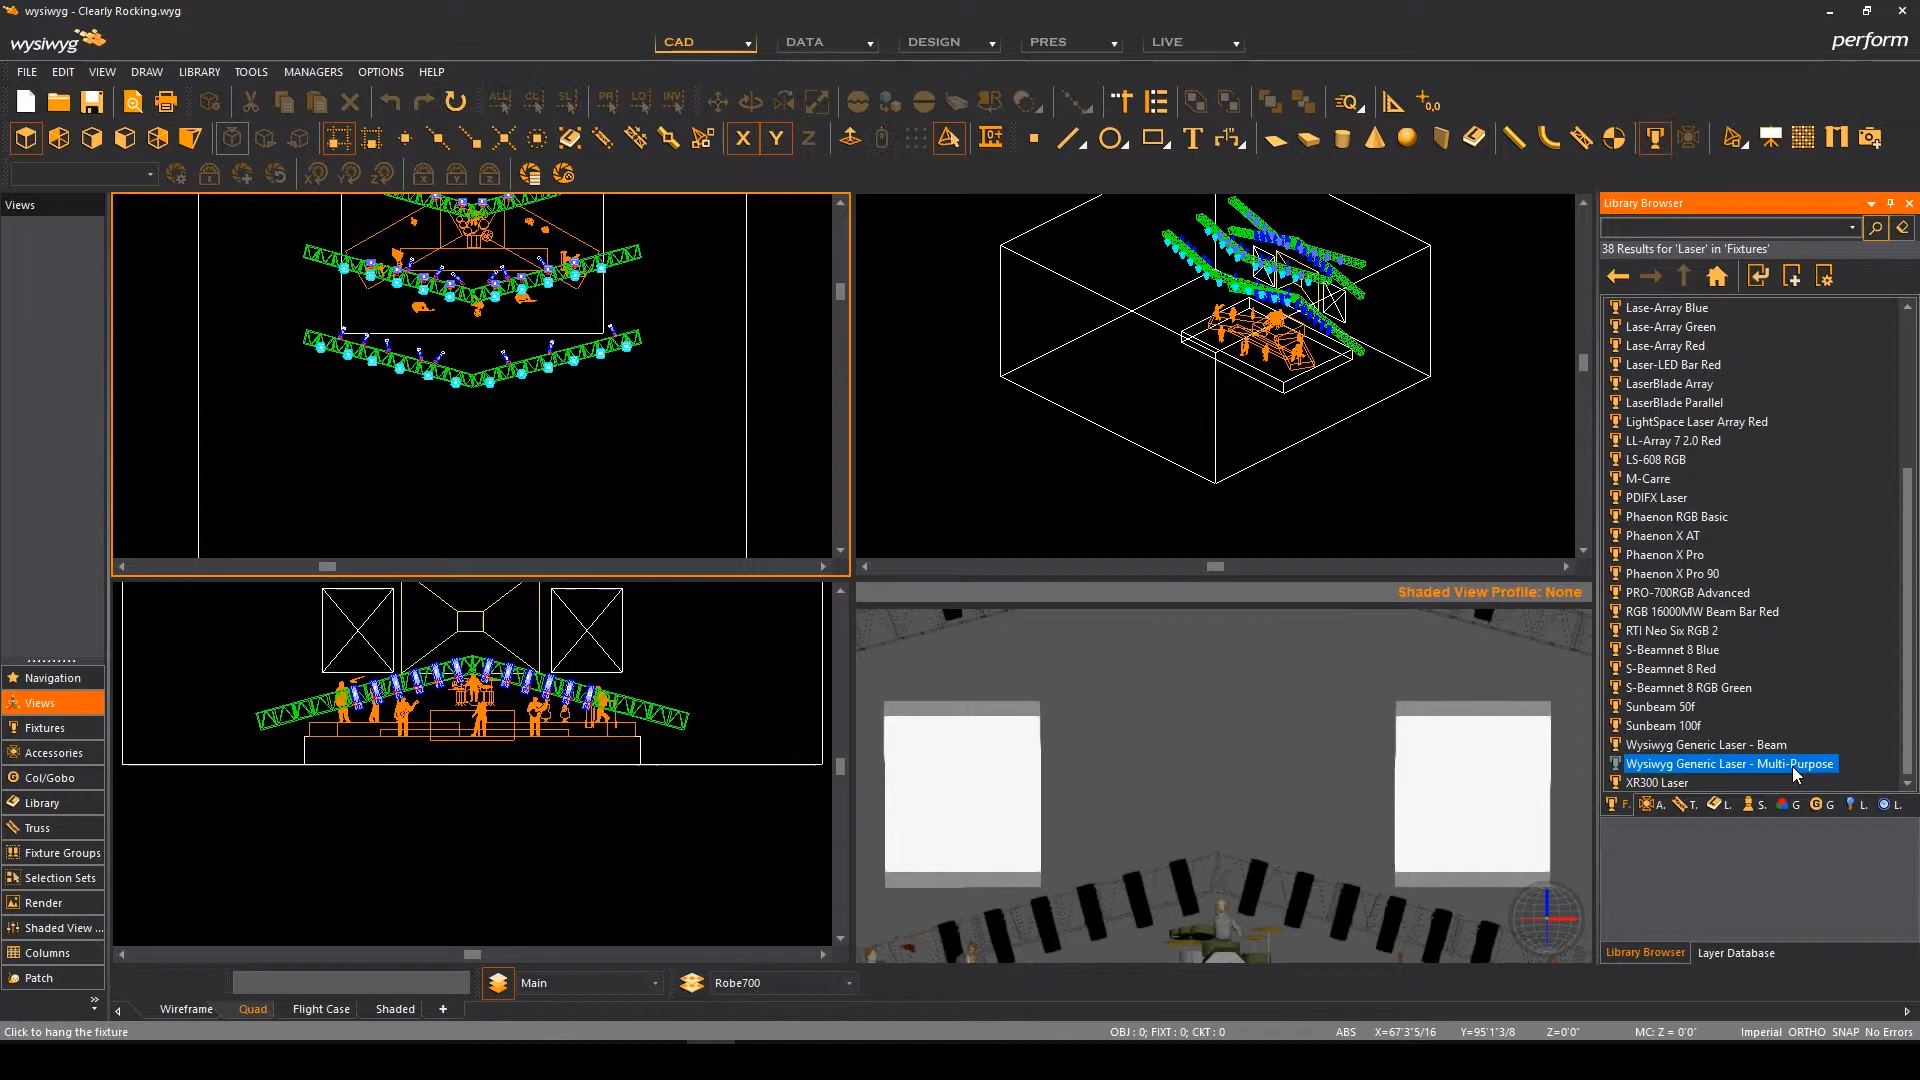 wysiwyg - Clearly Rocking.wyg
wysiwyg
CAD
DATA
DESIGN
PRES
LIVE
perform
FILE
EDIT
VIEW
DRAW
LIBRARY
TOOLS
MANAGERS
OPTIONS
HELP
ALL
CL
SL
PR
LO
INV
Q
0,0
X
Y
Z
10±
T
Views
Library Browser
38 Results for 'Laser' in 'Fixtures'
Lase-Array Blue
Lase-Array Green
Lase-Array Red
Laser-LED Bar Red
LaserBlade Array
LaserBlade Parallel
LightSpace Laser Array Red
LL-Array 7 2.0 Red
LS-608 RGB
M-Carre
PDIFX Laser
Phaenon RGB Basic
Phaenon X AT
Phaenon X Pro
Phaenon X Pro 90
PRO-700RGB Advanced
RGB 16000MW Beam Bar Red
RTI Neo Six RGB 2
S-Beamnet 8 Blue
S-Beamnet 8 Red
S-Beamnet 8 RGB Green
Sunbeam 50f
Sunbeam 100f
Wysiwyg Generic Laser - Beam
Wysiwyg Generic Laser - Multi-Purpose
XR300 Laser
F.
A.
T.
L.
S.
G
G
L.
L.
Library Browser
Layer Database
Shaded View Profile: None
Navigation
Views
Fixtures
Accessories
Col/Gobo
Library
Truss
Fixture Groups
Selection Sets
Render
Shaded View ...
Columns
Patch
Main
Robe700
Wireframe
Quad
Flight Case
Shaded
+
Click to hang the fixture
OBJ : 0; FIXT : 0; CKT : 0
ABS
X=67'3"5/16
Y=95'1"3/8
Z=0'0"
MC: Z = 0'0"
Imperial
ORTHO
SNAP
No Errors